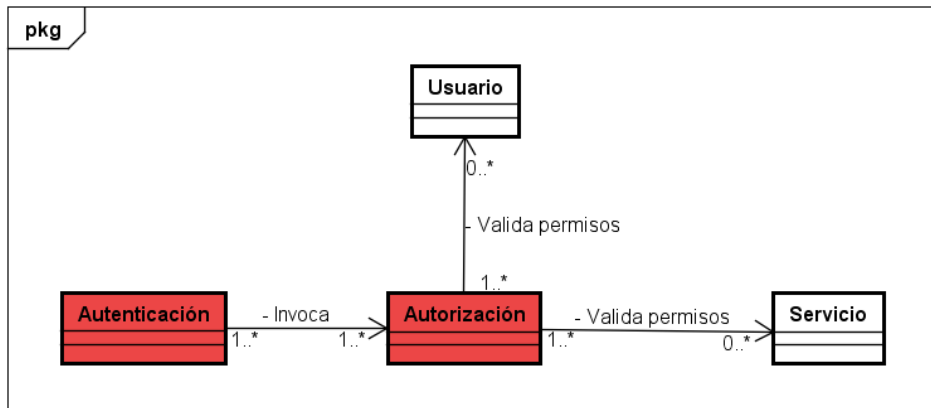 pkg
Usuario
0..*
- Valida permisos
1..*
Autenticación
- Invoca
Autorización
- Valida permisos
Servicio
1..*
1..*
1..*
0..*